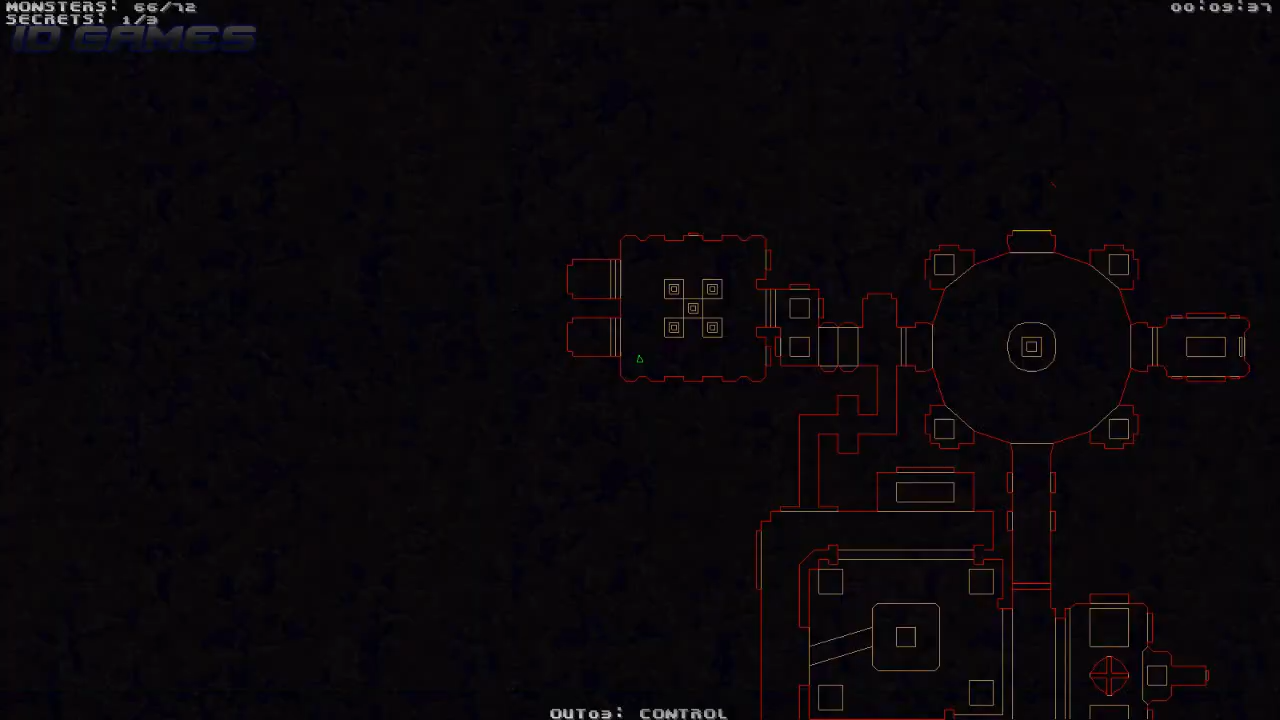 MONSTERS: 66/72
00:09:37
SECRETS: 1/3
ID GAMES
OUT03: CONTROL